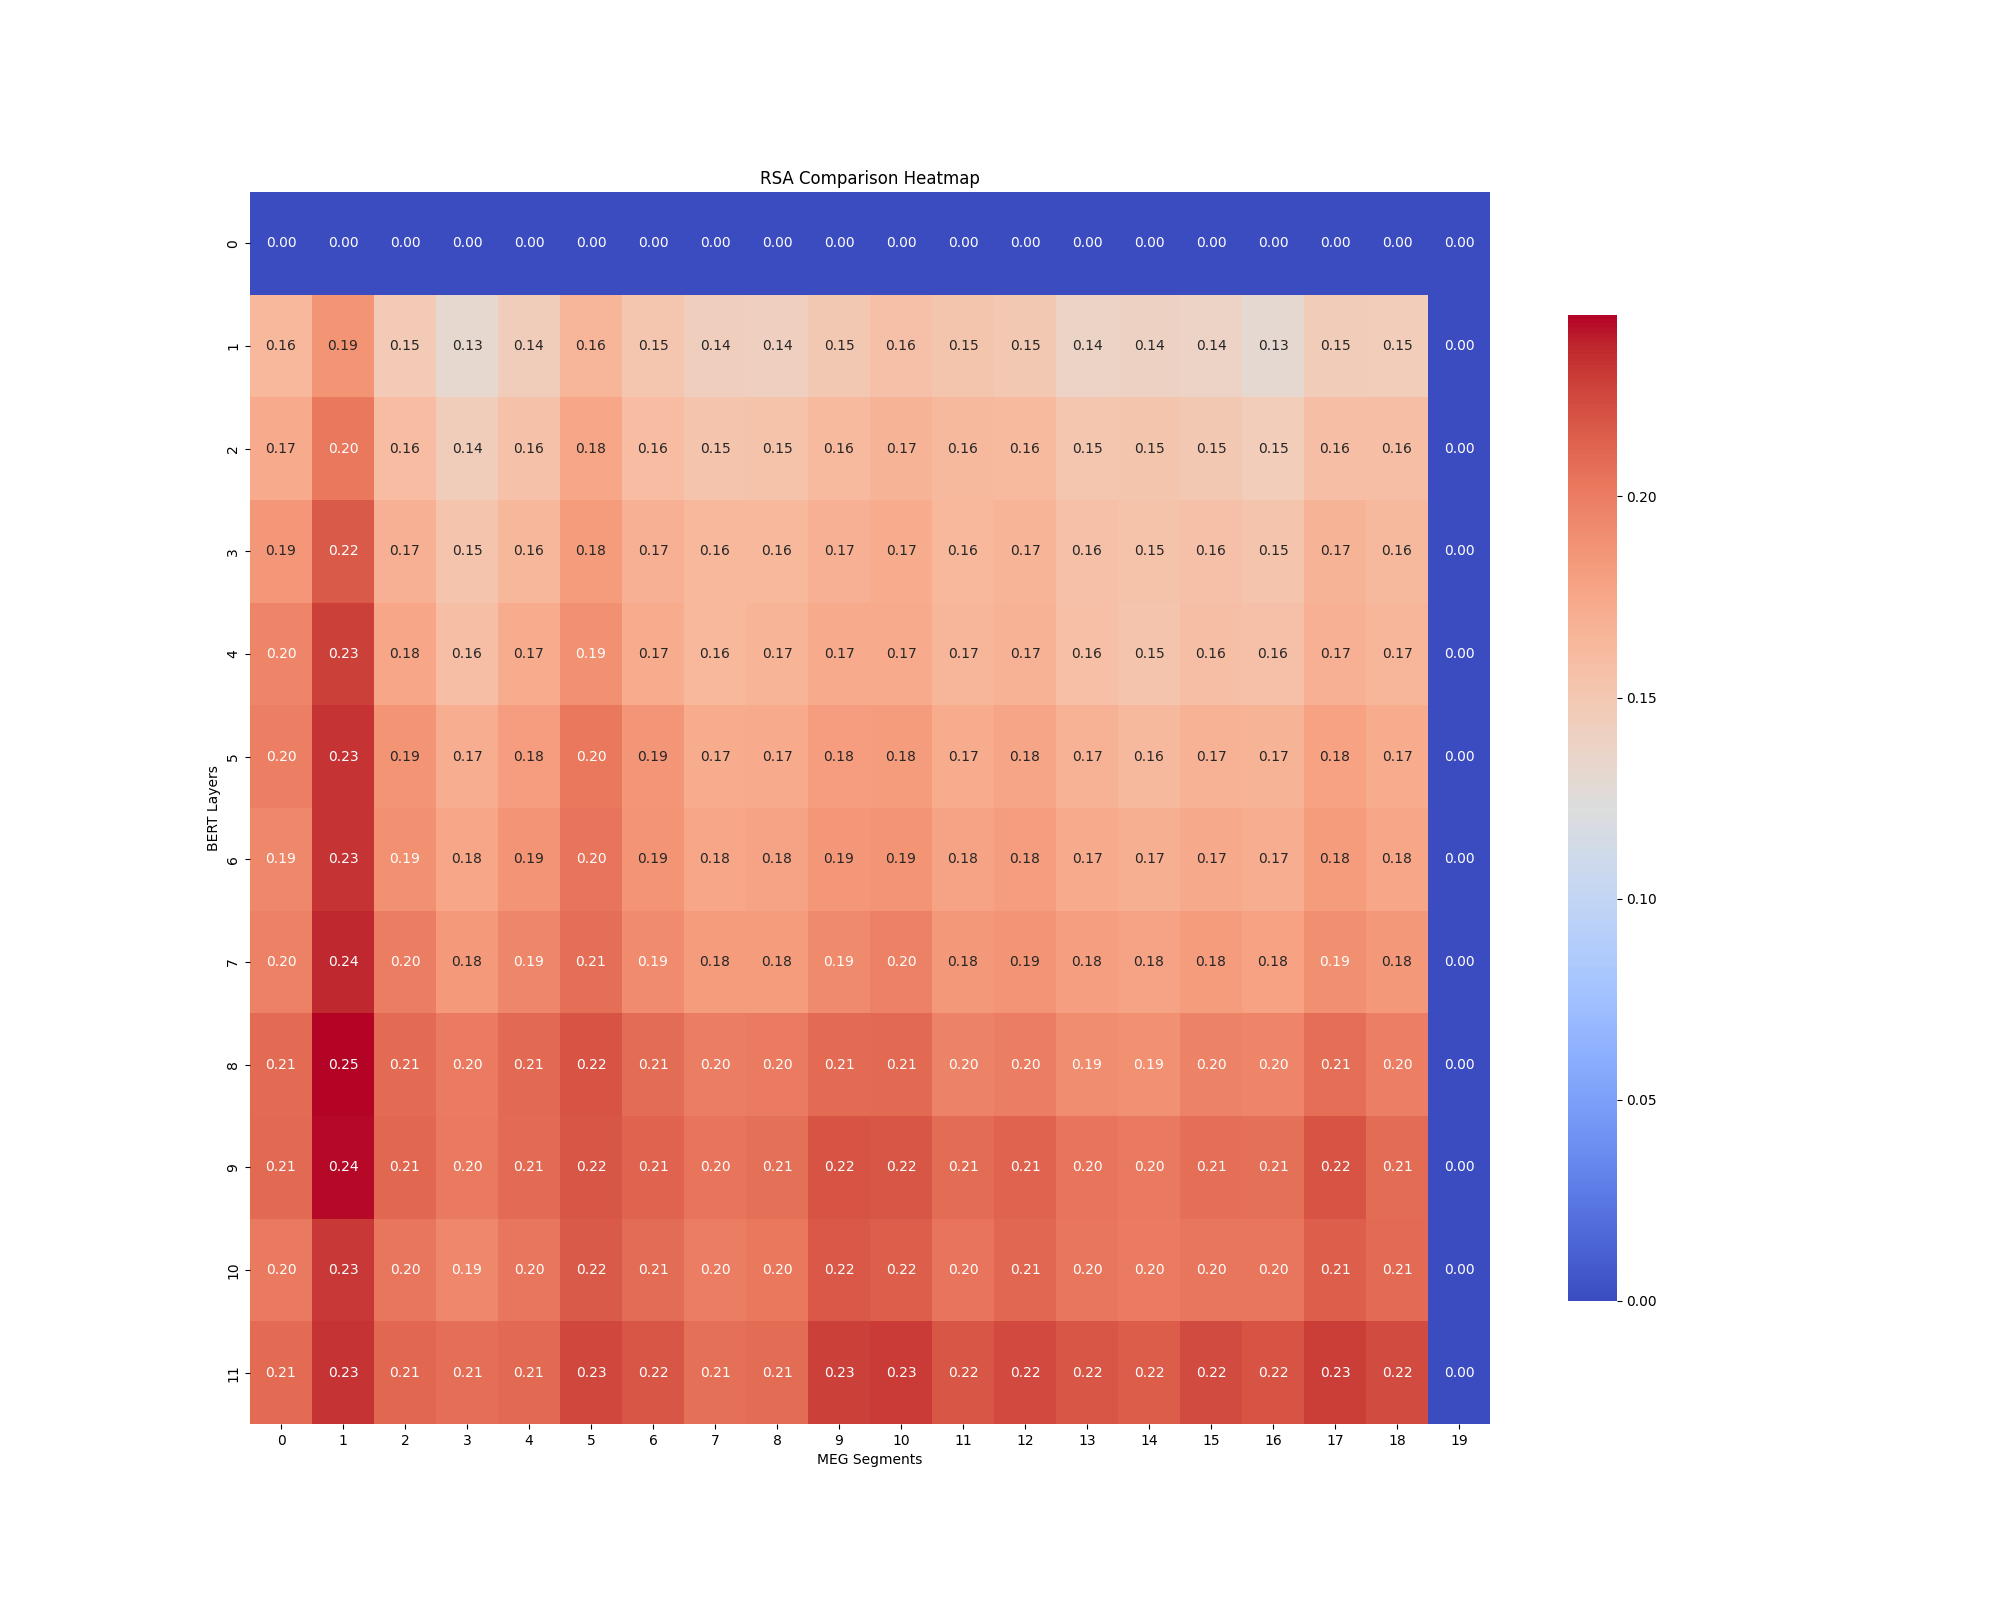 RSA Comparison Heatmap
0 0.00 0.00 0.00 0.00 0.00 0.00 0.00 0.00 0.00 0.00 0.00 0.00 0.00 0.00 0.00 0.00 0.00 0.00 0.00 0.00
1 0.16 0.19 0.15 0.13 0.14 0.16 0.15 0.14 0.14 0.15 0.16 0.15 0.15 0.14 0.14 0.14 0.13 0.15 0.15 0.00
2 0.17 0.20 0.16 0.14 0.16 0.18 0.16 0.15 0.15 0.16 0.17 0.16 0.16 0.15 0.15 0.15 0.15 0.16 0.16 0.00
3 0.19 0.22 0.17 0.15 0.16 0.18 0.17 0.16 0.16 0.17 0.17 0.16 0.17 0.16 0.15 0.16 0.15 0.17 0.16 0.00
4 0.20 0.23 0.18 0.16 0.17 0.19 0.17 0.16 0.17 0.17 0.17 0.17 0.17 0.16 0.15 0.16 0.16 0.17 0.17 0.00
5 0.20 0.23 0.19 0.17 0.18 0.20 0.19 0.17 0.17 0.18 0.18 0.17 0.18 0.17 0.16 0.17 0.17 0.18 0.17 0.00
6 0.19 0.23 0.19 0.18 0.19 0.20 0.19 0.18 0.18 0.19 0.19 0.18 0.18 0.17 0.17 0.17 0.17 0.18 0.18 0.00
7 0.20 0.24 0.20 0.18 0.19 0.21 0.19 0.18 0.18 0.19 0.20 0.18 0.19 0.18 0.18 0.18 0.18 0.19 0.18 0.00
8 0.21 0.25 0.21 0.20 0.21 0.22 0.21 0.20 0.20 0.21 0.21 0.20 0.20 0.19 0.19 0.20 0.20 0.21 0.20 0.00
9 0.21 0.24 0.21 0.20 0.21 0.22 0.21 0.20 0.21 0.22 0.22 0.21 0.21 0.20 0.20 0.21 0.21 0.22 0.21 0.00
10 0.20 0.23 0.20 0.19 0.20 0.22 0.21 0.20 0.20 0.22 0.22 0.20 0.21 0.20 0.20 0.20 0.20 0.21 0.21 0.00
11 0.21 0.23 0.21 0.21 0.21 0.23 0.22 0.21 0.21 0.23 0.23 0.22 0.22 0.22 0.22 0.22 0.22 0.23 0.22 0.00
0 1 2 3 4 5 6 7 8 9 10 11 12 13 14 15 16 17 18 19
MEG Segments
BERT Layers
0.20
0.15
0.10
0.05
0.00